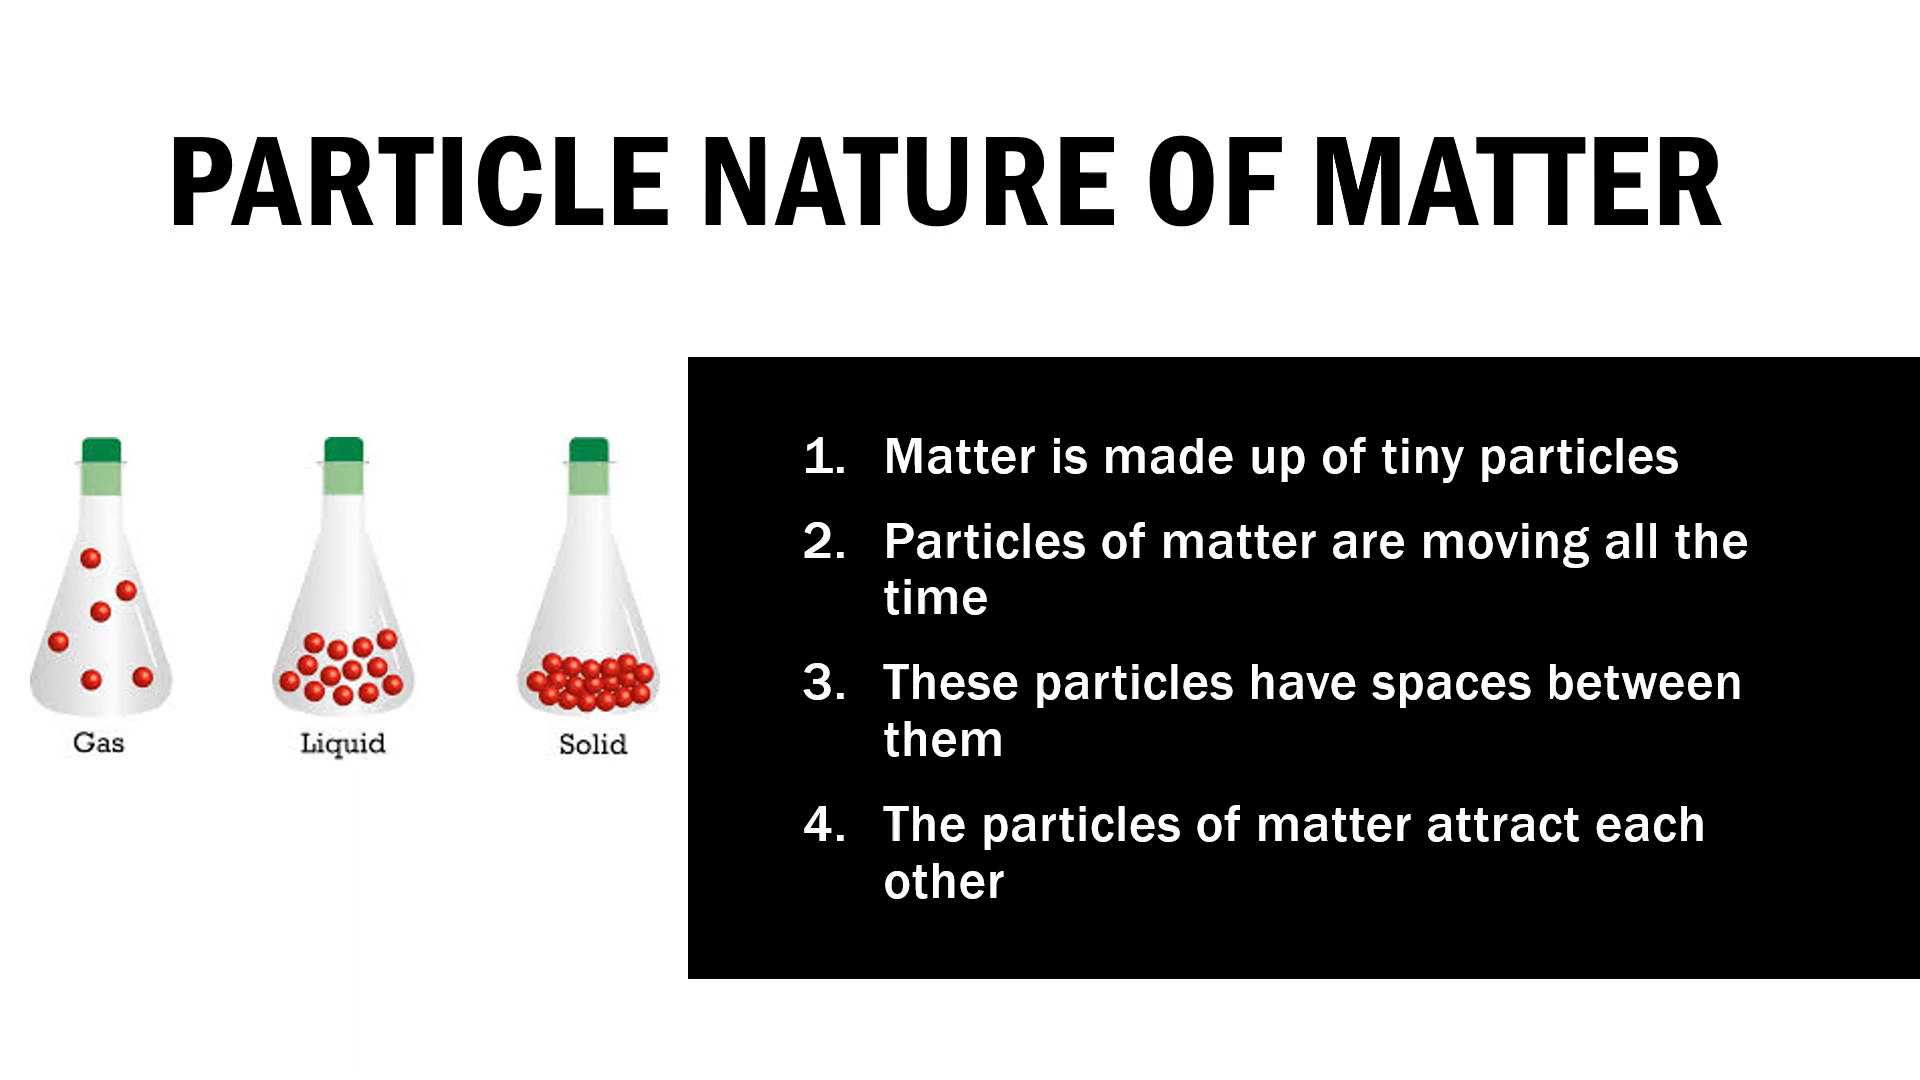 PARTICLE NATURE OF MATTER
Gas
Liquid
Solid
1. Matter is made up of tiny particles
2. Particles of matter are moving all the
time
3. These particles have spaces between
them
4. The particles of matter attract each
other